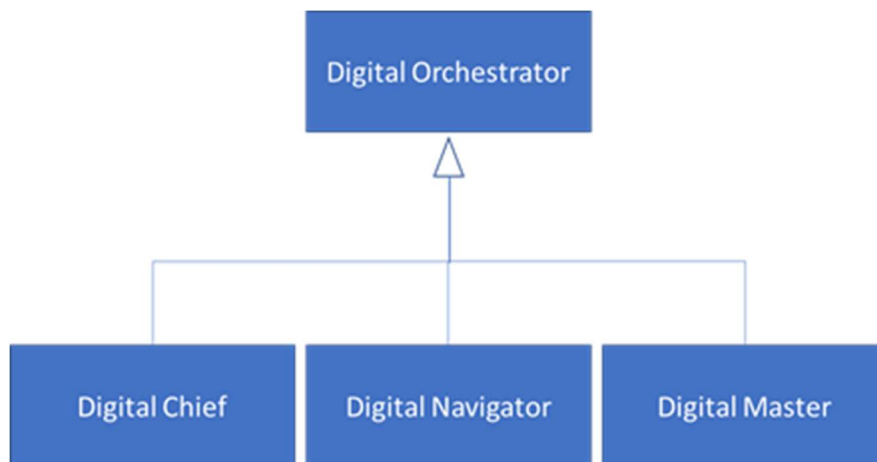 Digital Orchestrator
Digital Chief
Digital Navigator
Digital Master